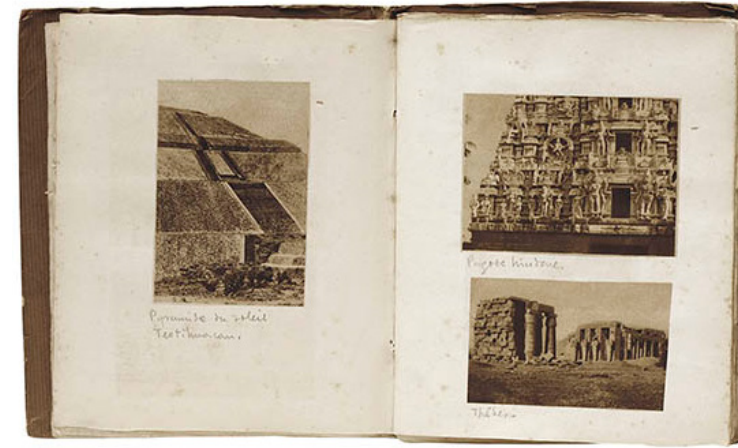 Pyramide du soleil
Teotihuacan.
Pagode hindoue.
Thèbes.